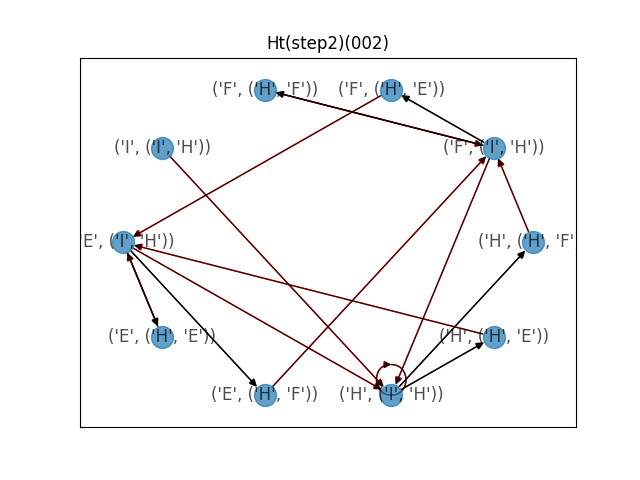 Ht(step2)(002)
('F', ('H', 'F')) ('F', ('H', 'E'))
('I', ('I', 'H')) ('F', ('I', 'H'))
'E', ('I', 'H')) ('H', ('H', 'F'
('E', ('H', 'E')) ('H', ('H', 'E'))
('E', ('H', 'F')) ('H', ('I', 'H'))